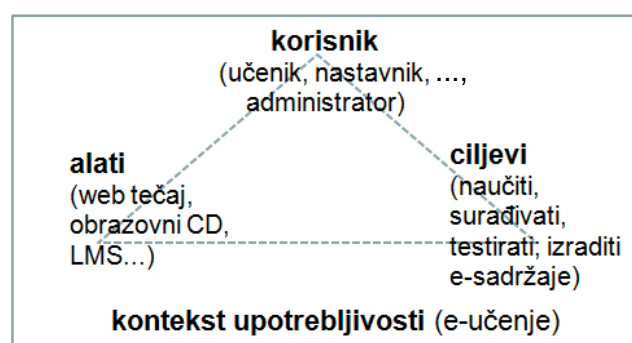 korisnik
(učenik, nastavnik, ...,
administrator)
alati
(web tečaj,
obrazovni CD,
LMS...)
ciljevi
(naučiti,
surađivati,
testirati; izraditi
e-sadržaje)
kontekst upotrebljivosti (e-učenje)